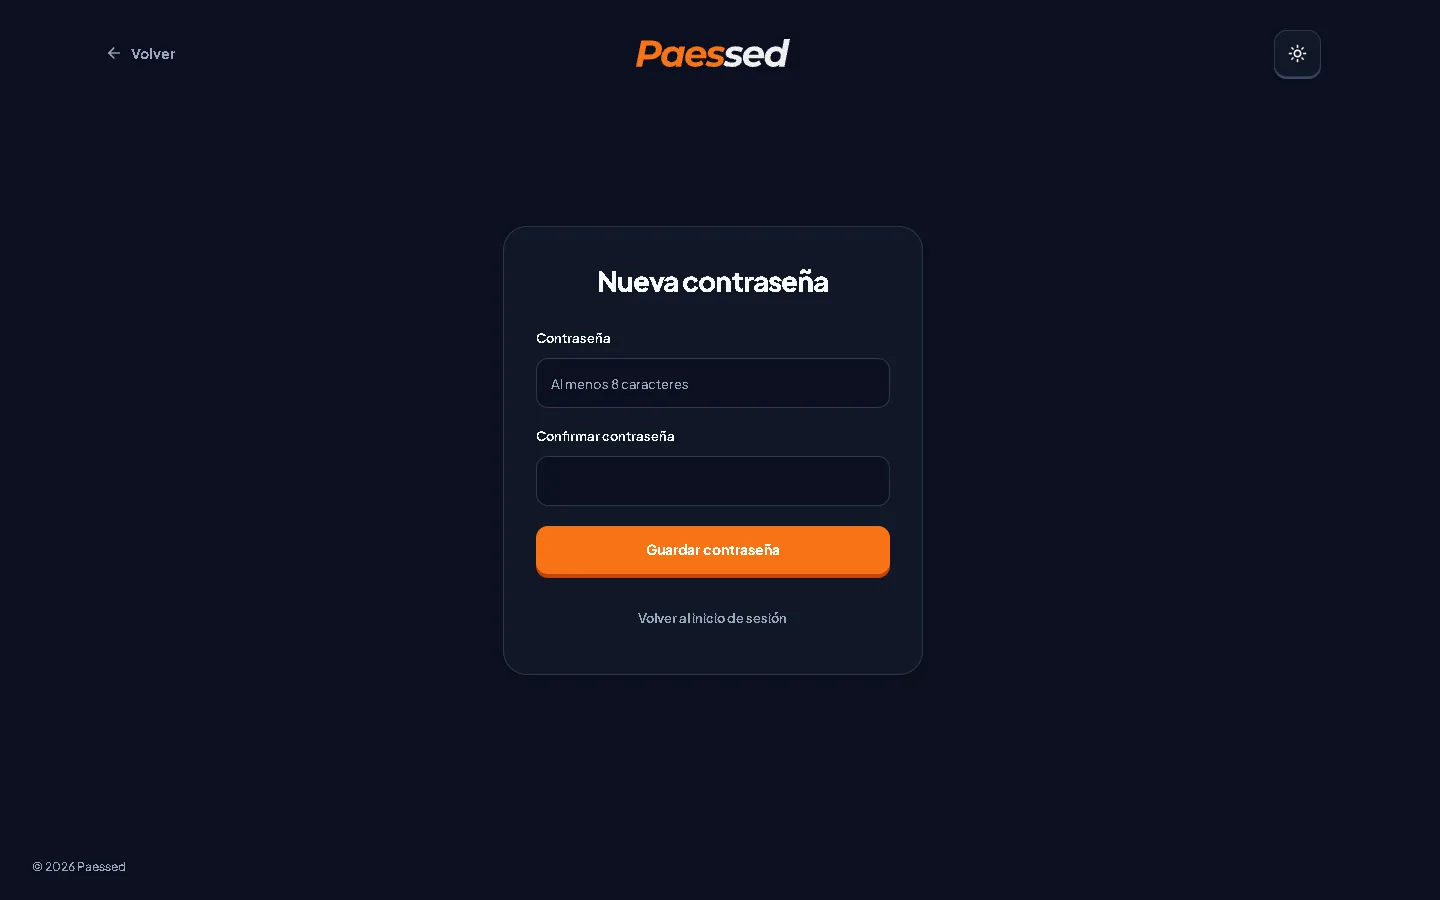 Volver
Paessed
Nueva contraseña
Contraseña
Al menos 8 caracteres
Confirmar contraseña
Guardar contraseña
Volver al inicio de sesión
© 2026 Paessed